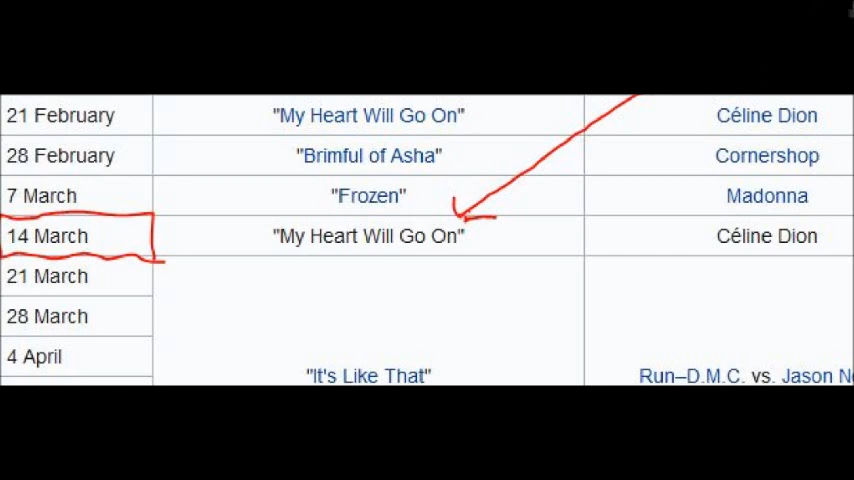 21 February "My Heart Will Go On" Céline Dion
28 February "Brimful of Asha" Cornershop
7 March "Frozen" Madonna
14 March "My Heart Will Go On" Céline Dion
21 March
28 March
4 April
"It's Like That" Run–D.M.C. vs. Jason